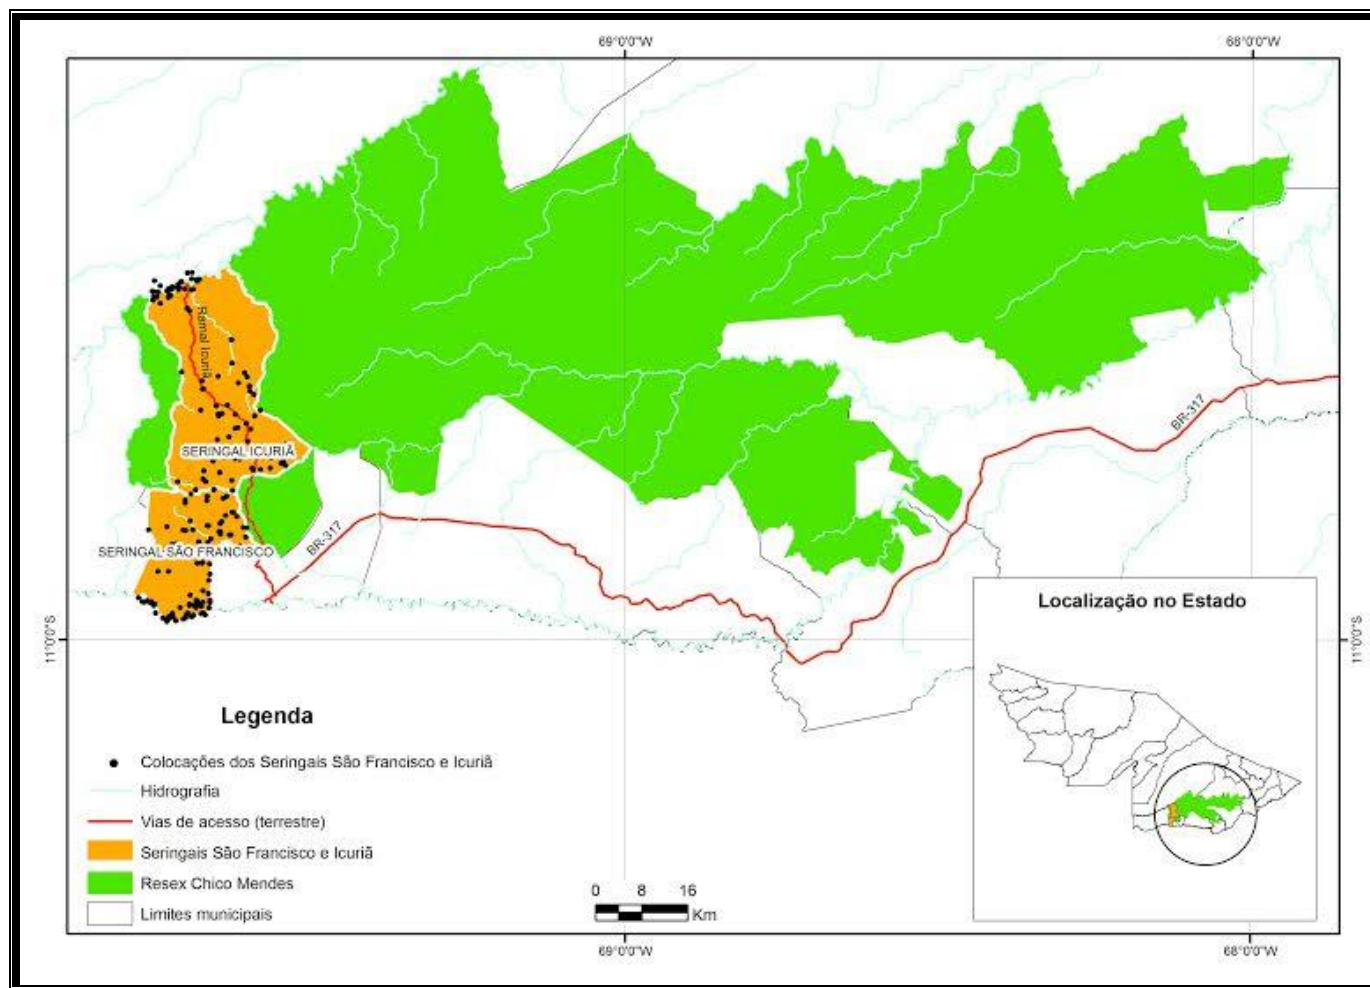 69°0'0"W
68°0'0"W
Ramal Icuriã
SERINGAL ICURIÃ
BR-317
SERINGAL SÃO FRANCISCO
BR-317
11°0'0"S
11°0'0"S
Localização no Estado
Legenda
Colocações dos Seringais São Francisco e Icuriã
Hidrografia
Vias de acesso (terrestre)
Seringais São Francisco e Icuriã
Resex Chico Mendes
Limites municipais
0 8 16
Km
69°0'0"W
68°0'0"W